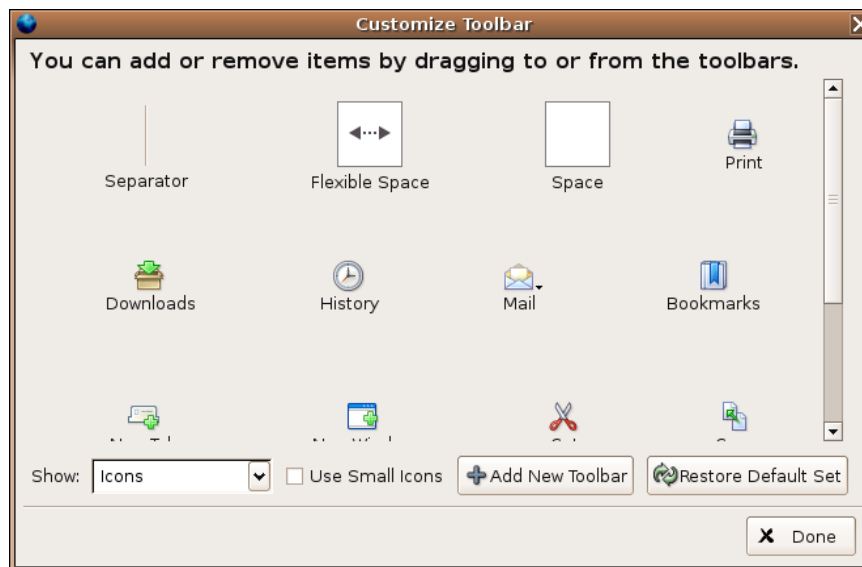 Customize Toolbar
You can add or remove items by dragging to or from the toolbars.
Separator
Flexible Space
Space
Print
Downloads
History
Mail
Bookmarks
Show:
Icons
Use Small Icons
Add New Toolbar
Restore Default Set
Done